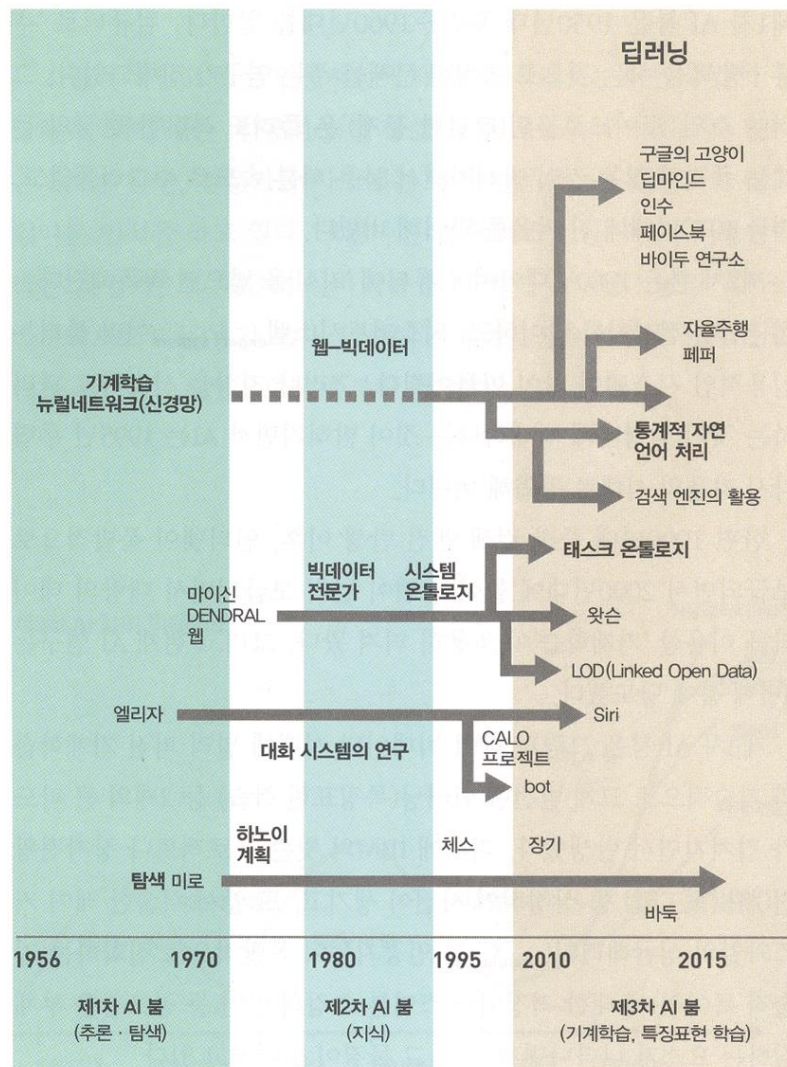 딥러닝
구글의 고양이
딥마인드
인수
페이스북
바이두 연구소
자율주행
페퍼
웹–빅데이터
기계학습
뉴럴네트워크(신경망)
통계적 자연
언어 처리
검색 엔진의 활용
태스크 온톨로지
빅데이터
전문가
시스템
온톨로지
마이신
DENDRAL
웹
왓슨
LOD(Linked Open Data)
엘리자
Siri
대화 시스템의 연구
CALO
프로젝트
bot
하노이
계획
체스
장기
탐색 미로
바둑
1956
1970
1980
1995
2010
2015
제1차 AI 붐
(추론 · 탐색)
제2차 AI 붐
(지식)
제3차 AI 붐
(기계학습, 특징표현 학습)